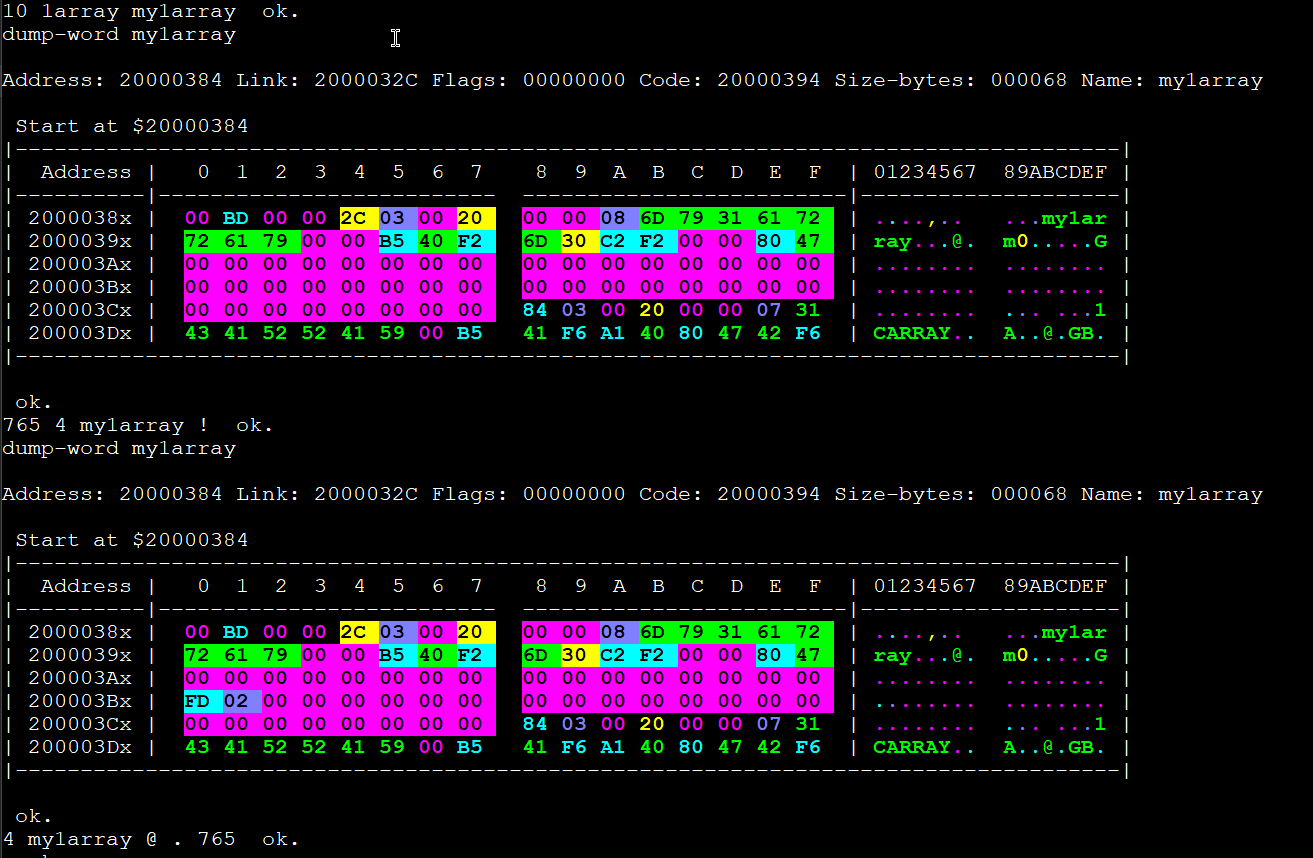 10 1array my1array  ok.
dump-word my1array
Address: 20000384 Link: 2000032C Flags: 00000000 Code: 20000394 Size-bytes: 000068 Name: my1array
 Start at $20000384
|-------------------------------------------------------------------------------------|
|  Address |   0  1  2  3  4  5  6  7   8  9  A  B  C  D  E  F  | 01234567  89ABCDEF |
|----------|--------------------------  ------------------------|--------------------|
| 2000038x |  00 BD 00 00 2C 03 00 20  00 00 08 6D 79 31 61 72  | ....,..   ...my1ar |
| 2000039x |  72 61 79 00 00 B5 40 F2  6D 30 C2 F2 00 00 80 47  | ray...@.  m0.....G |
| 200003Ax |  00 00 00 00 00 00 00 00  00 00 00 00 00 00 00 00  | ........  ........ |
| 200003Bx |  00 00 00 00 00 00 00 00  00 00 00 00 00 00 00 00  | ........  ........ |
| 200003Cx |  00 00 00 00 00 00 00 00  84 03 00 20 00 00 07 31  | ........  ... ...1 |
| 200003Dx |  43 41 52 52 41 59 00 B5  41 F6 A1 40 80 47 42 F6  | CARRAY..  A..@.GB. |
|-------------------------------------------------------------------------------------|
 ok.
765 4 my1array !  ok.
dump-word my1array
Address: 20000384 Link: 2000032C Flags: 00000000 Code: 20000394 Size-bytes: 000068 Name: my1array
 Start at $20000384
|-------------------------------------------------------------------------------------|
|  Address |   0  1  2  3  4  5  6  7   8  9  A  B  C  D  E  F  | 01234567  89ABCDEF |
|----------|--------------------------  ------------------------|--------------------|
| 2000038x |  00 BD 00 00 2C 03 00 20  00 00 08 6D 79 31 61 72  | ....,..   ...my1ar |
| 2000039x |  72 61 79 00 00 B5 40 F2  6D 30 C2 F2 00 00 80 47  | ray...@.  m0.....G |
| 200003Ax |  00 00 00 00 00 00 00 00  00 00 00 00 00 00 00 00  | ........  ........ |
| 200003Bx |  FD 02 00 00 00 00 00 00  00 00 00 00 00 00 00 00  | ........  ........ |
| 200003Cx |  00 00 00 00 00 00 00 00  84 03 00 20 00 00 07 31  | ........  ... ...1 |
| 200003Dx |  43 41 52 52 41 59 00 B5  41 F6 A1 40 80 47 42 F6  | CARRAY..  A..@.GB. |
|-------------------------------------------------------------------------------------|
 ok.
4 my1array @ . 765  ok.